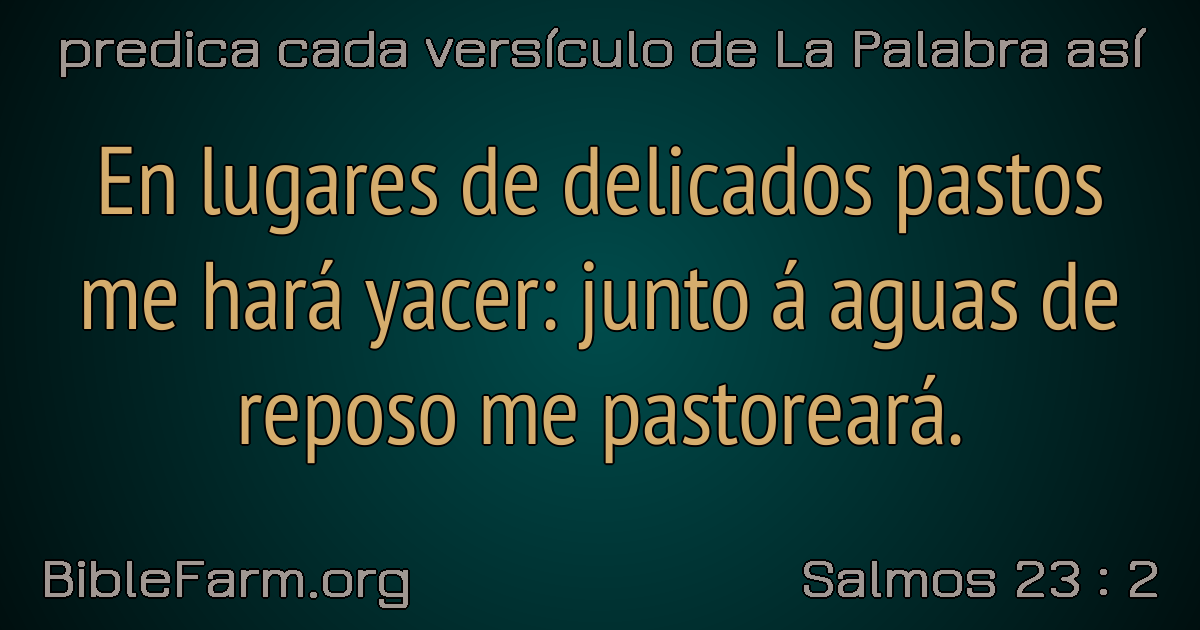 predica cada versículo de La Palabra así
En lugares de delicados pastos
me hará yacer: junto á aguas de
reposo me pastoreará.
BibleFarm.org
Salmos 23 : 2